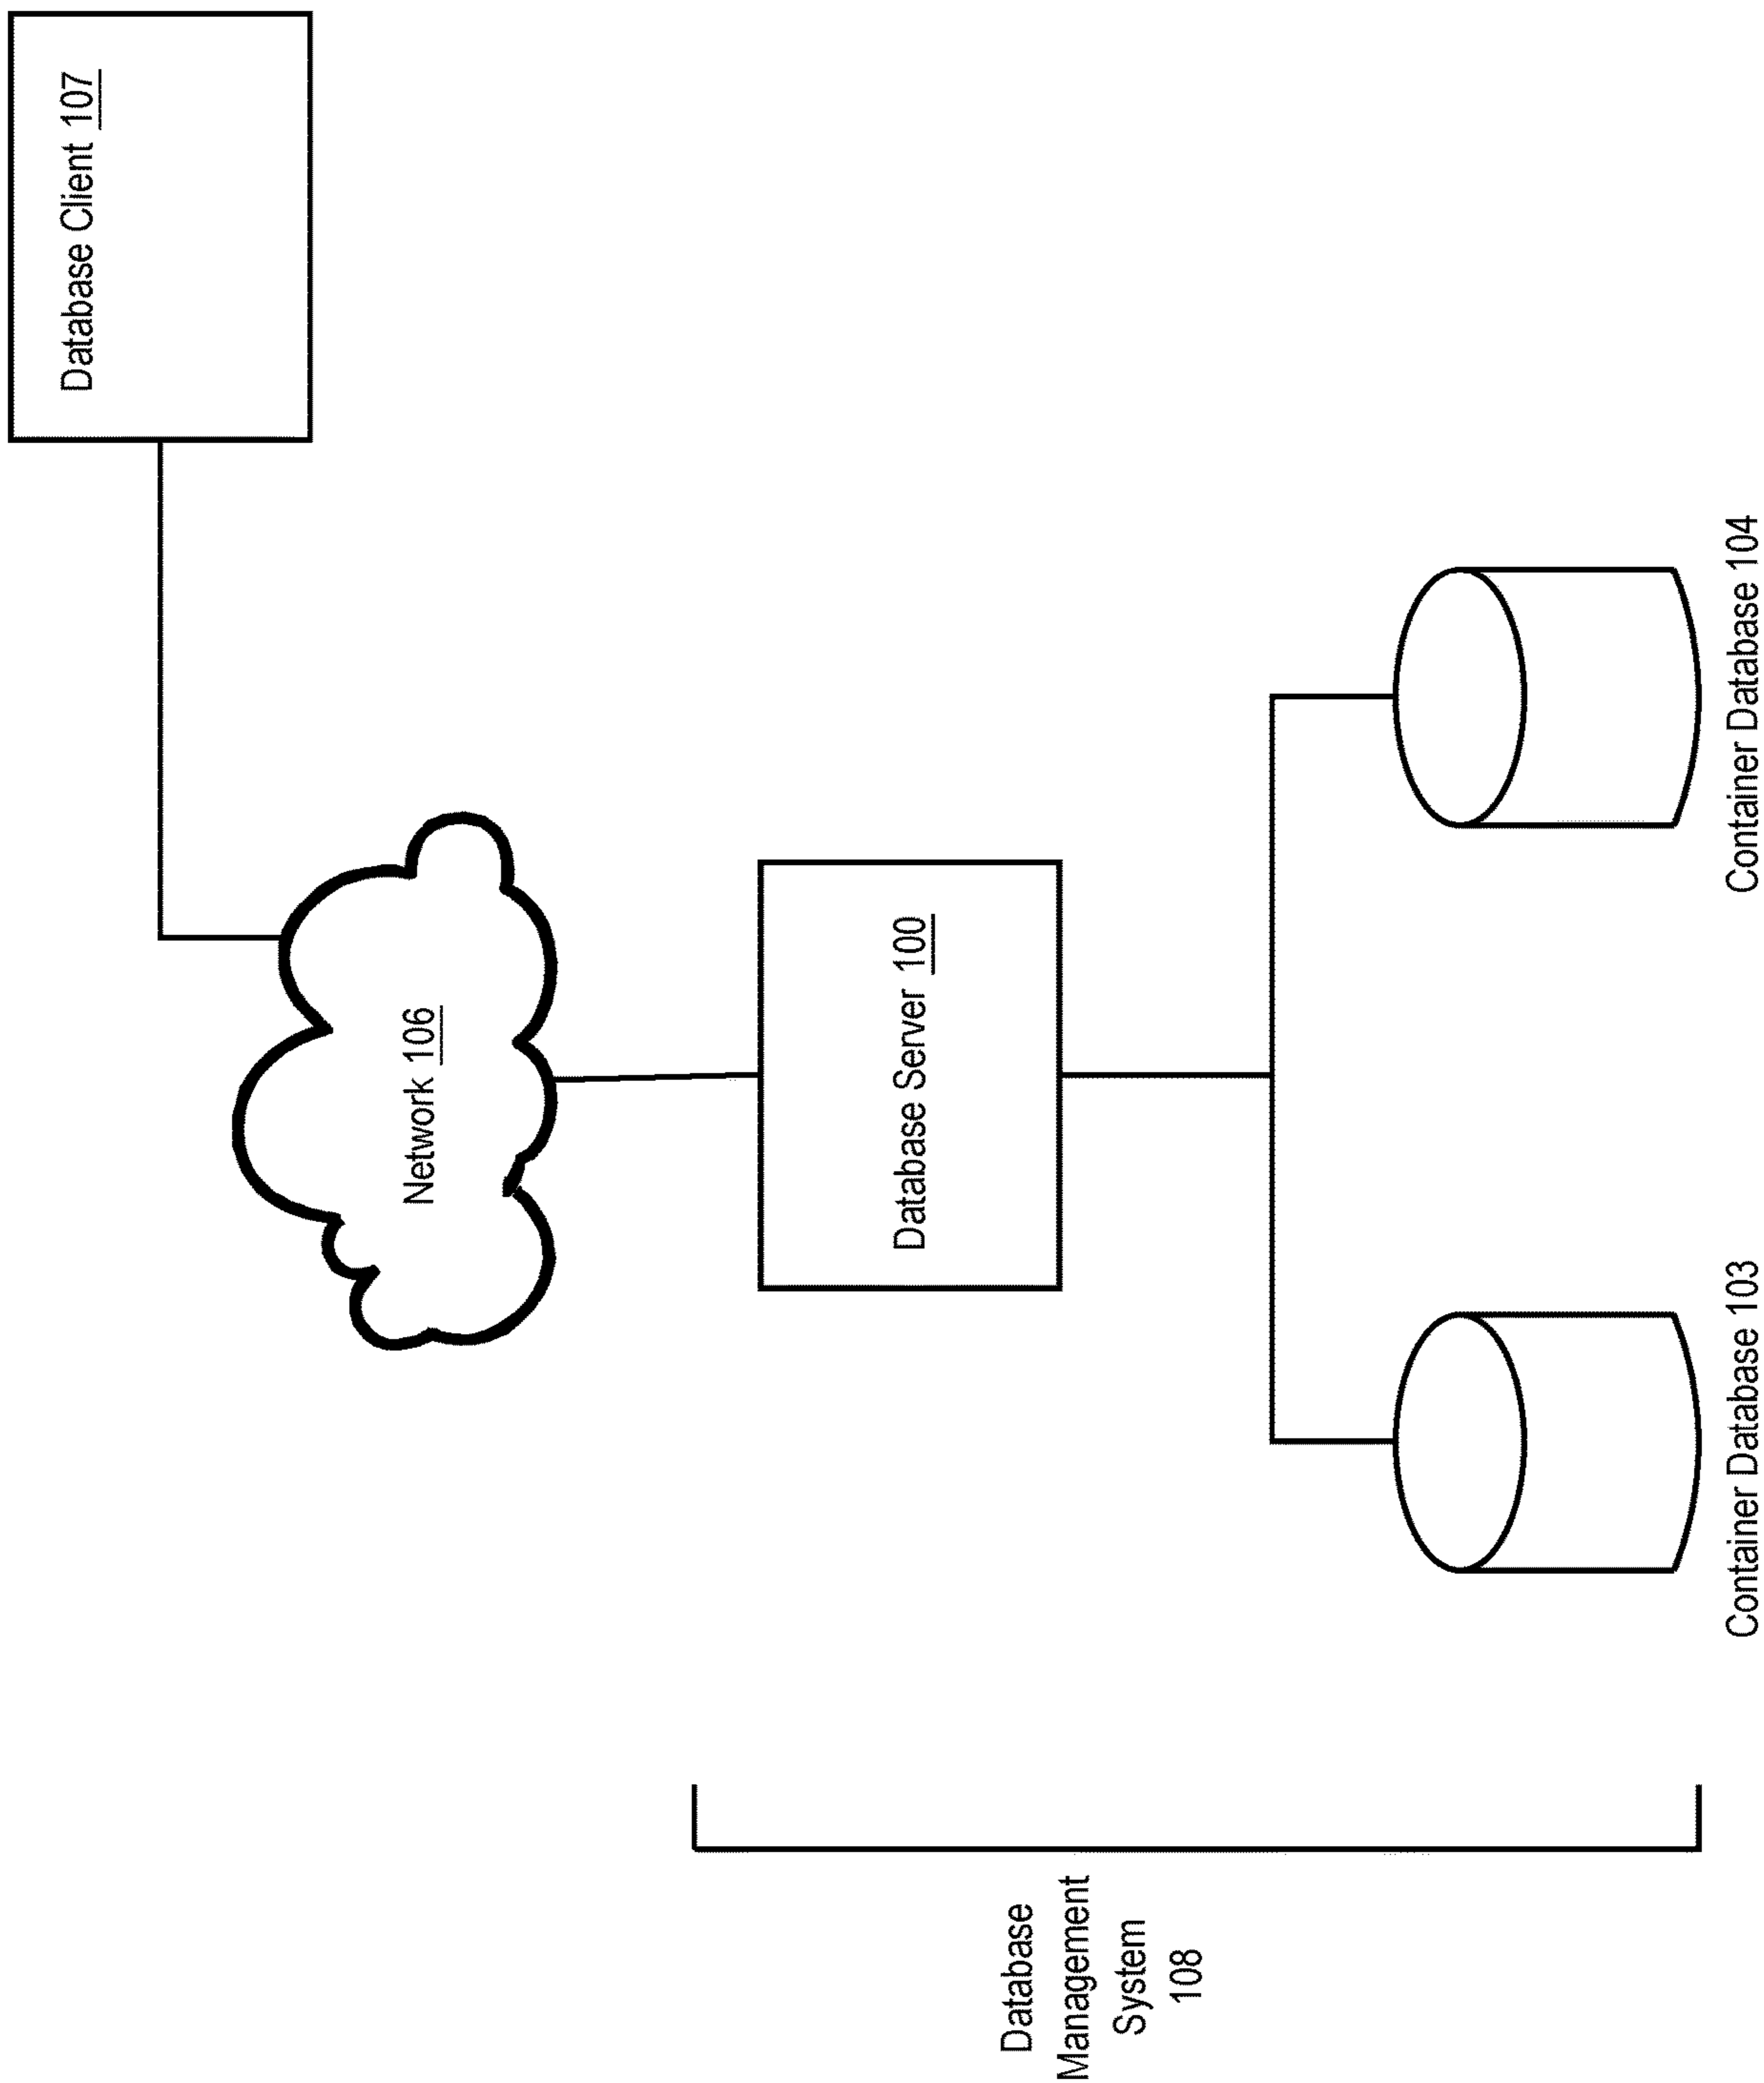 Database Client 107
Network 106
Database Server 100
Database
Management
System
108
Container Database 103
Container Database 104